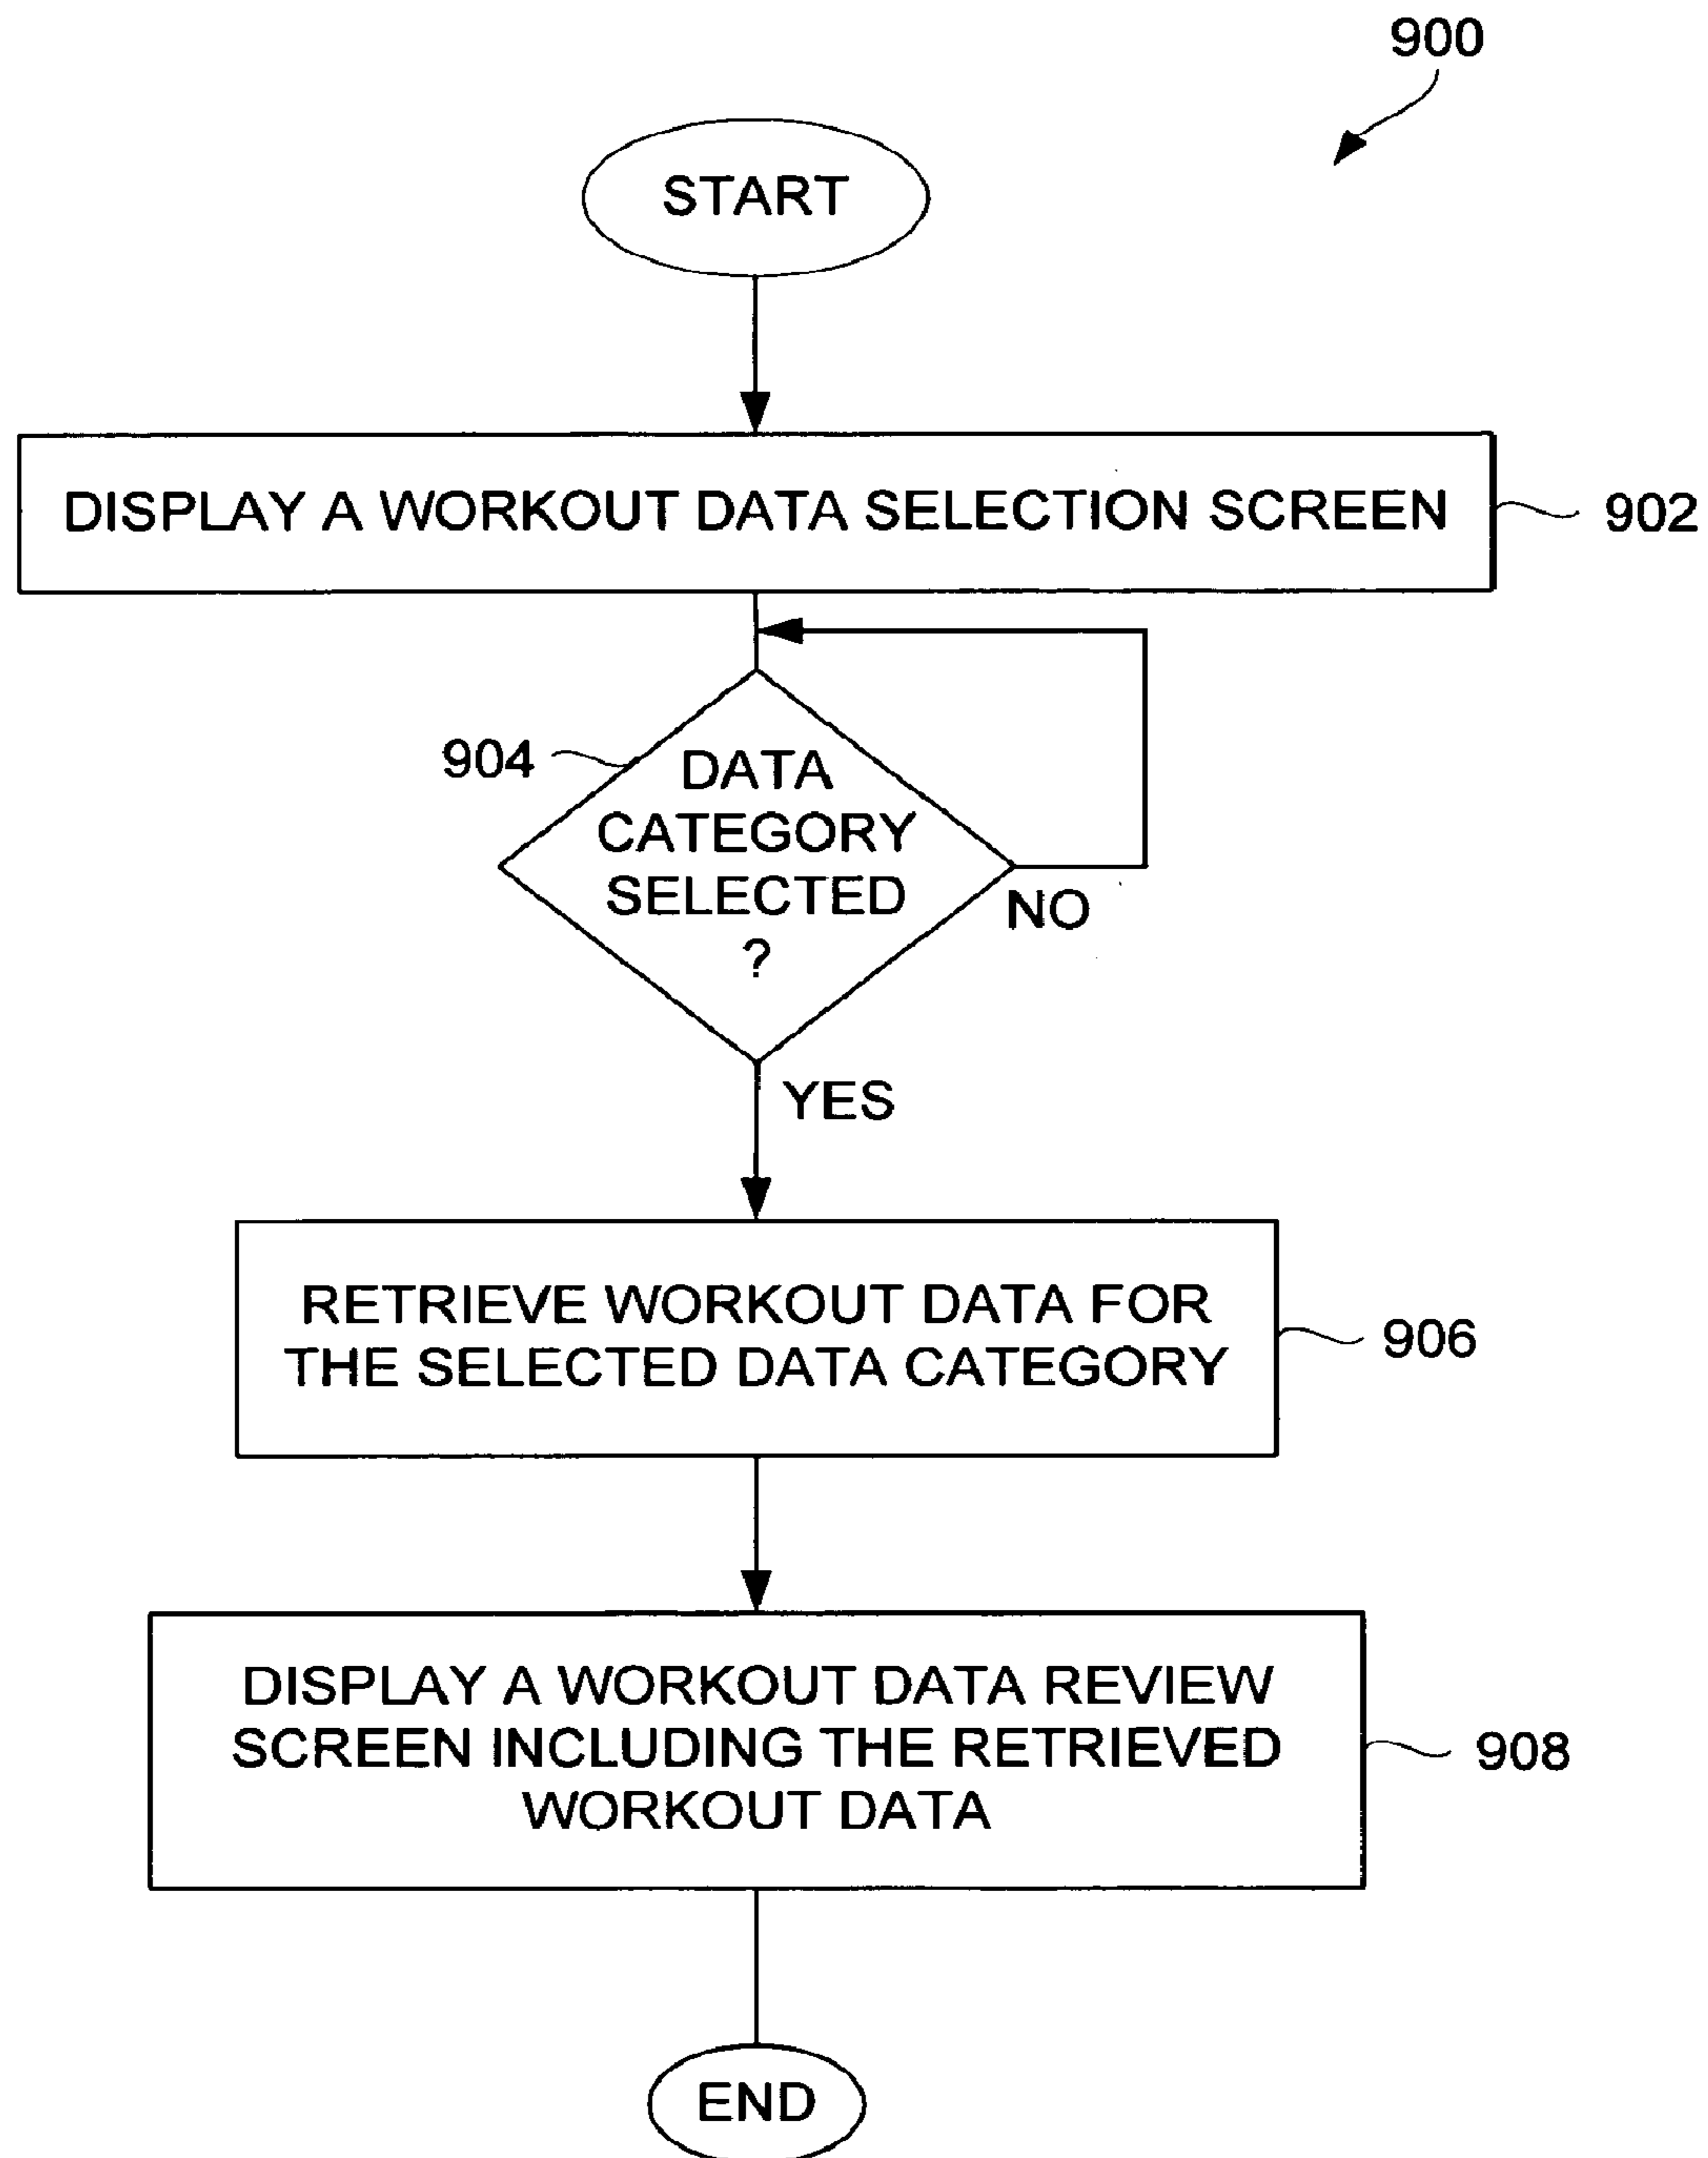 900
START
DISPLAY A WORKOUT DATA SELECTION SCREEN
902
904
DATA
CATEGORY
SELECTED
?
NO
YES
RETRIEVE WORKOUT DATA FOR
THE SELECTED DATA CATEGORY
906
DISPLAY A WORKOUT DATA REVIEW
SCREEN INCLUDING THE RETRIEVED
WORKOUT DATA
908
END